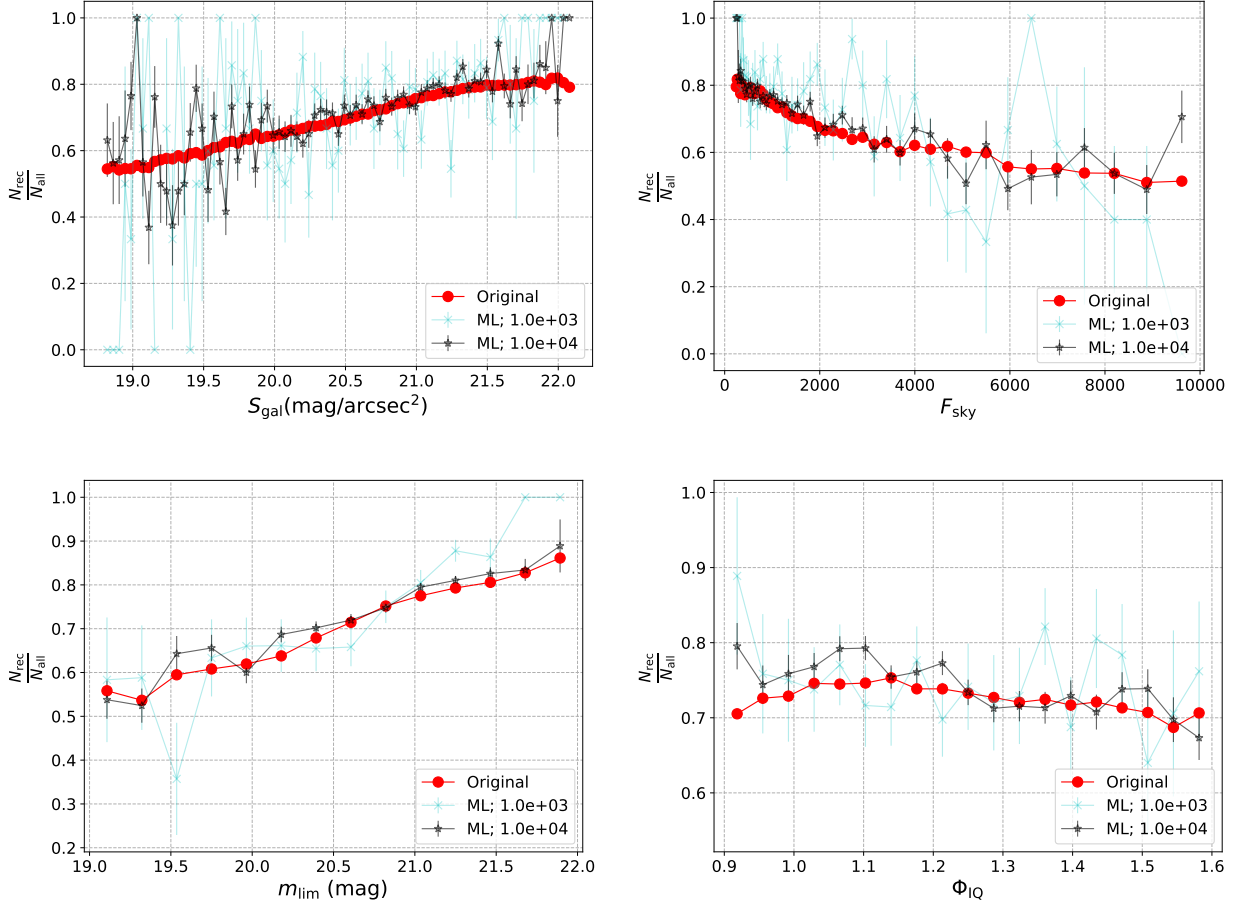 1.0
0.8
0.6
0.4
0.2
0.0
N_rec
N_all
Original
ML; 1.0e+03
ML; 1.0e+04
19.0 19.5 20.0 20.5 21.0 21.5 22.0
S_gal(mag/arcsec²)
1.0
0.8
0.6
0.4
0.2
0.0
N_rec
N_all
Original
ML; 1.0e+03
ML; 1.0e+04
0 2000 4000 6000 8000 10000
F_sky
1.0
0.9
0.8
0.7
0.6
0.5
0.4
0.3
0.2
N_rec
N_all
Original
ML; 1.0e+03
ML; 1.0e+04
19.0 19.5 20.0 20.5 21.0 21.5 22.0
m_lim (mag)
1.0
0.9
0.8
0.7
0.6
N_rec
N_all
Original
ML; 1.0e+03
ML; 1.0e+04
0.9 1.0 1.1 1.2 1.3 1.4 1.5 1.6
Φ_IQ